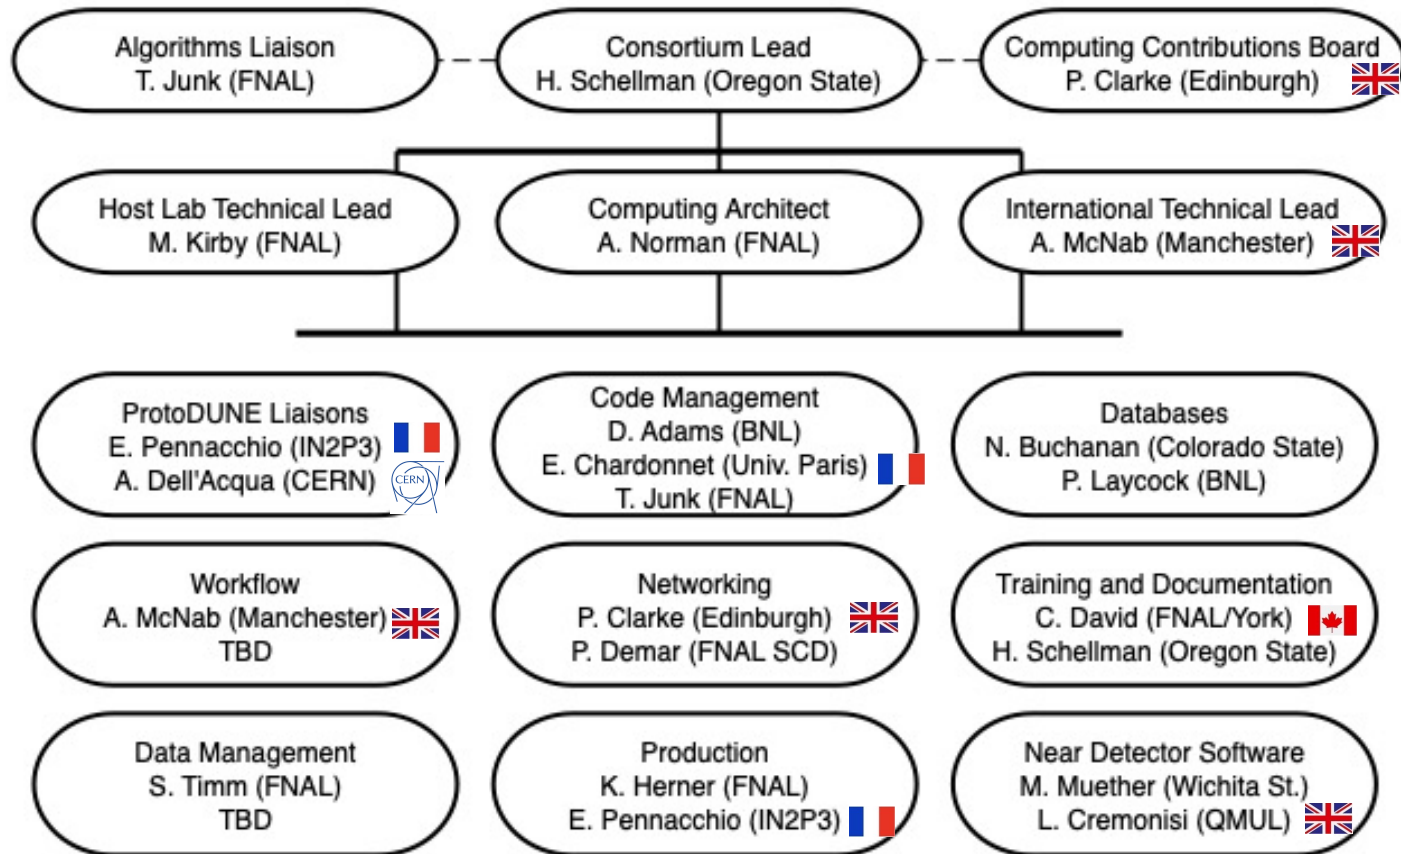 Algorithms Liaison
T. Junk (FNAL)
Consortium Lead
H. Schellman (Oregon State)
Computing Contributions Board
P. Clarke (Edinburgh)
Host Lab Technical Lead
M. Kirby (FNAL)
Computing Architect
A. Norman (FNAL)
International Technical Lead
A. McNab (Manchester)
ProtoDUNE Liaisons
E. Pennacchio (IN2P3)
A. Dell'Acqua (CERN)
CERN
Code Management
D. Adams (BNL)
E. Chardonnet (Univ. Paris)
T. Junk (FNAL)
Databases
N. Buchanan (Colorado State)
P. Laycock (BNL)
Workflow
A. McNab (Manchester)
TBD
Networking
P. Clarke (Edinburgh)
P. Demar (FNAL SCD)
Training and Documentation
C. David (FNAL/York)
H. Schellman (Oregon State)
Data Management
S. Timm (FNAL)
TBD
Production
K. Herner (FNAL)
E. Pennacchio (IN2P3)
Near Detector Software
M. Muether (Wichita St.)
L. Cremonisi (QMUL)